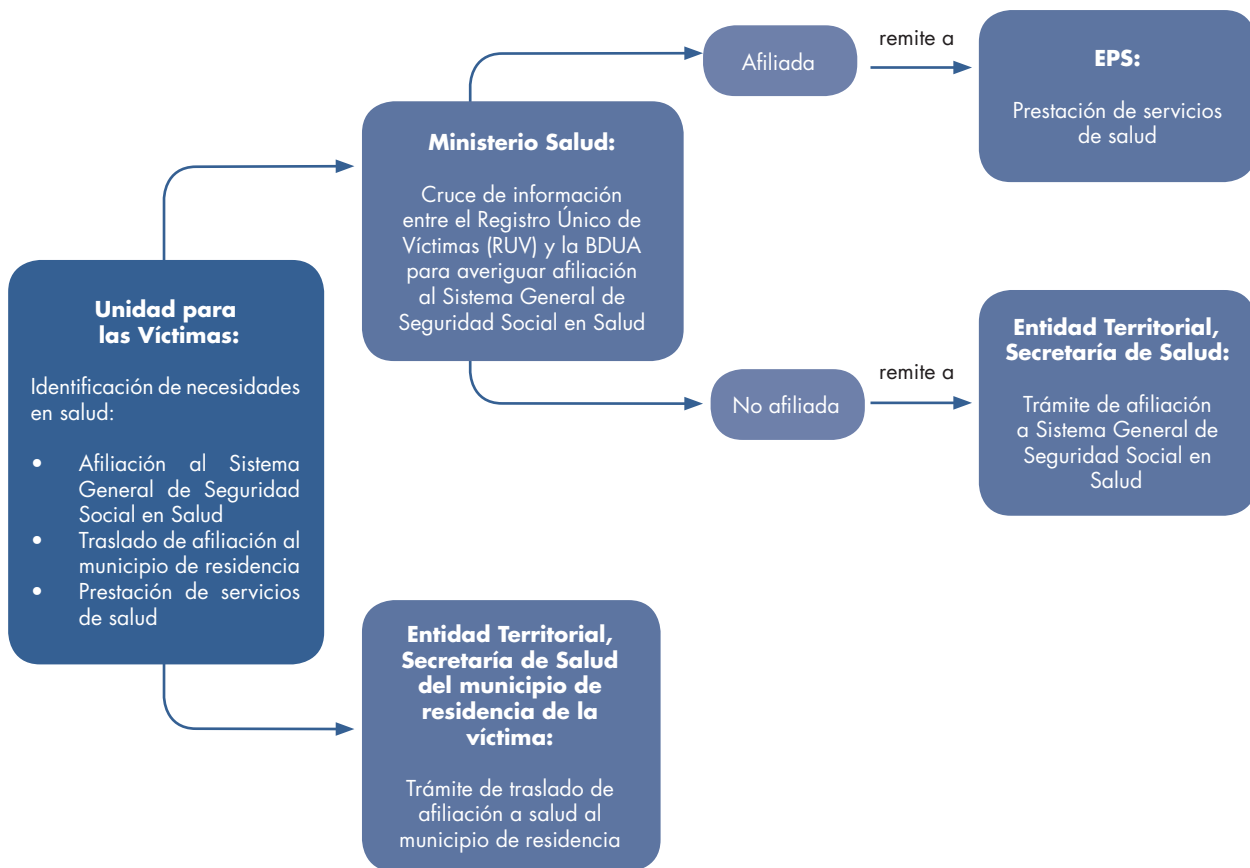 Unidad para
las Víctimas:
Identificación de necesidades
en salud:
• Afiliación al Sistema
General de Seguridad
Social en Salud
• Traslado de afiliación al
municipio de residencia
• Prestación de servicios
de salud
Ministerio Salud:
Cruce de información
entre el Registro Único de
Víctimas (RUV) y la BDUA
para averiguar afiliación
al Sistema General de
Seguridad Social en Salud
Afiliada
remite a
EPS:
Prestación de servicios
de salud
No afiliada
remite a
Entidad Territorial,
Secretaría de Salud:
Trámite de afiliación
a Sistema General de
Seguridad Social en
Salud
Entidad Territorial,
Secretaría de Salud
del municipio de
residencia de la
víctima:
Trámite de traslado de
afiliación a salud al
municipio de residencia